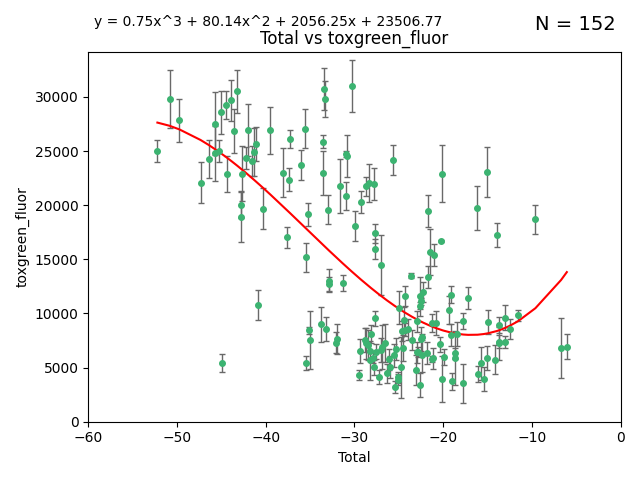 y = 0.75x^3 + 80.14x^2 + 2056.25x + 23506.77
N = 152
Total vs toxgreen_fluor
30000
25000
20000
15000
10000
5000
0
toxgreen_fluor
−60 −50 −40 −30 −20 −10 0
Total